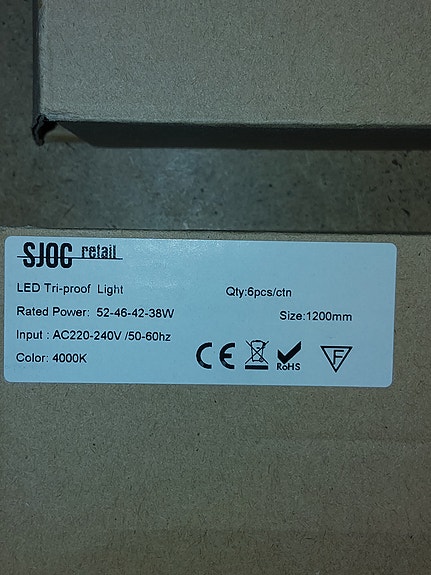 SJOC retail
LED Tri-proof Light
Qty:6pcs/ctn
Rated Power: 52-46-42-38W
Size:1200mm
Input : AC220-240V /50-60hz
Color: 4000K
CE
RoHS
F